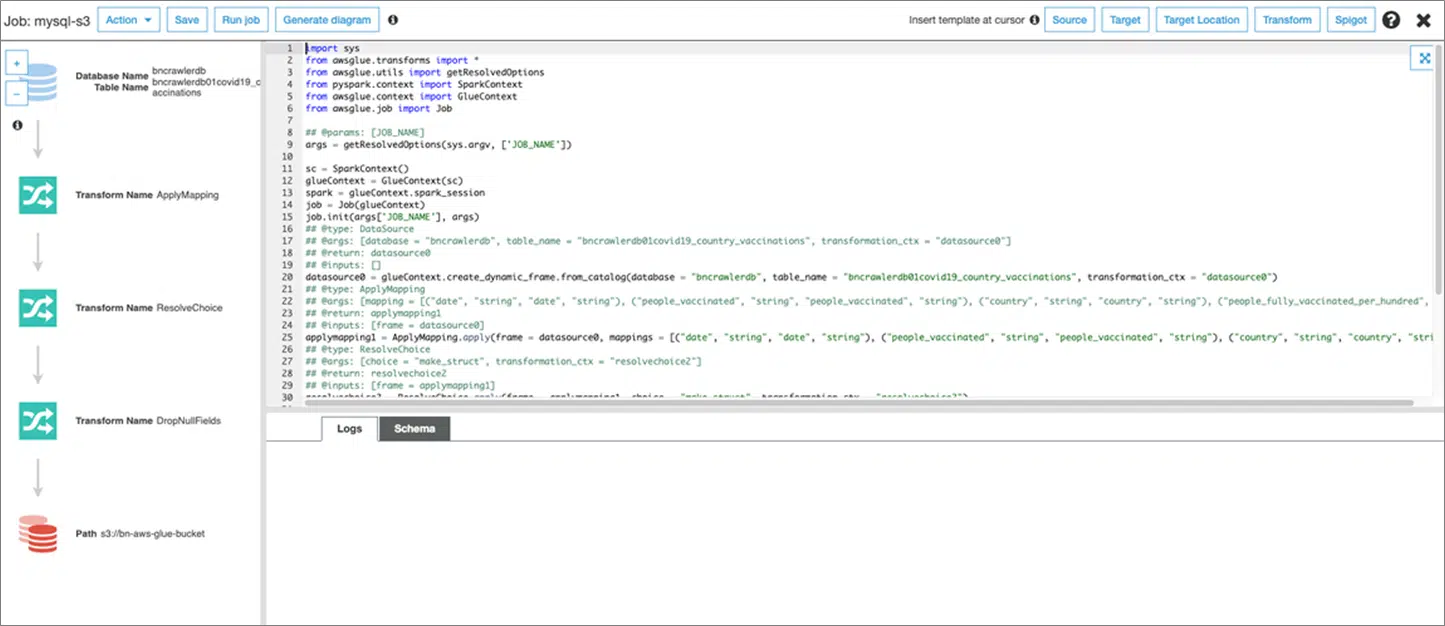 Job: mysql-s3 Action Save Run job Generate diagram Insert template at cursor Source Target Target Location Transform Spigot
Database Name bncrawlerdb
Table Name bncrawlerdb01covid19_c
accinations
Transform Name ApplyMapping
Transform Name ResolveChoice
Transform Name DropNullFields
Path s3://bn-aws-glue-bucket
1 import sys
2 from awsglue.transforms import *
3 from awsglue.utils import getResolvedOptions
4 from pyspark.context import SparkContext
5 from awsglue.context import GlueContext
6 from awsglue.job import Job
7
8 ## @params: [JOB_NAME]
9 args = getResolvedOptions(sys.argv, ['JOB_NAME'])
10
11 sc = SparkContext()
12 glueContext = GlueContext(sc)
13 spark = glueContext.spark_session
14 job = Job(glueContext)
15 job.init(args['JOB_NAME'], args)
16 ## @type: DataSource
17 ## @args: [database = "bncrawlerdb", table_name = "bncrawlerdb01covid19_country_vaccinations", transformation_ctx = "datasource0"]
18 ## @return: datasource0
19 ## @inputs: []
20 datasource0 = glueContext.create_dynamic_frame.from_catalog(database = "bncrawlerdb", table_name = "bncrawlerdb01covid19_country_vaccinations", transformation_ctx = "datasource0")
21 ## @type: ApplyMapping
22 ## @args: [mapping = [("date", "string", "date", "string"), ("people_vaccinated", "string", "people_vaccinated", "string"), ("country", "string", "country", "string"), ("people_fully_vaccinated_per_hundred",
23 ## @return: applymapping1
24 ## @inputs: [frame = datasource0]
25 applymapping1 = ApplyMapping.apply(frame = datasource0, mappings = [("date", "string", "date", "string"), ("people_vaccinated", "string", "people_vaccinated", "string"), ("country", "string", "country", "stri
26 ## @type: ResolveChoice
27 ## @args: [choice = "make_struct", transformation_ctx = "resolvechoice2"]
28 ## @return: resolvechoice2
29 ## @inputs: [frame = applymapping1]
30 resolvechoice2 = ResolveChoice.apply(frame = applymapping1, choice = "make_struct", transformation_ctx = "resolvechoice2")
Logs Schema